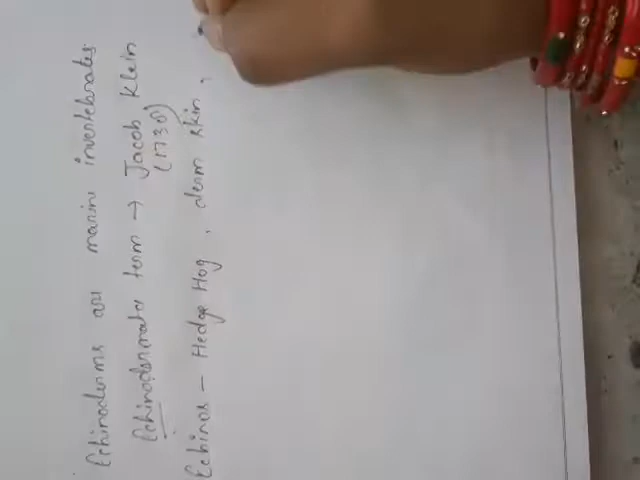 Echinoderms are marine invertebrates
Echinodermata term → Jacob Klein
(1738)
Echinos - Hedge Hog, derm skin,